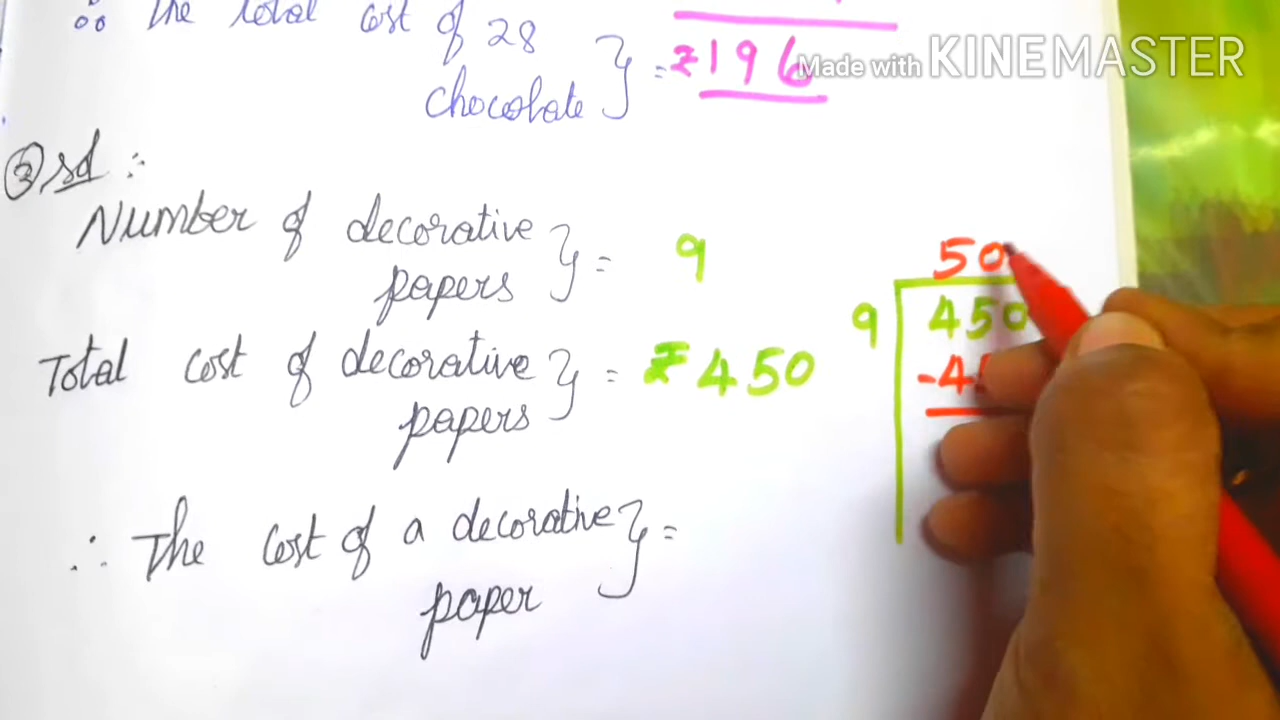 ∴ The total cost of 28
chocolate } = ₹196
Made with KINEMASTER
③ sol :
Number of decorative
papers } = 9
Total cost of decorative
papers } = ₹450
50
9 450
-4
∴ The cost of a decorative
paper } =